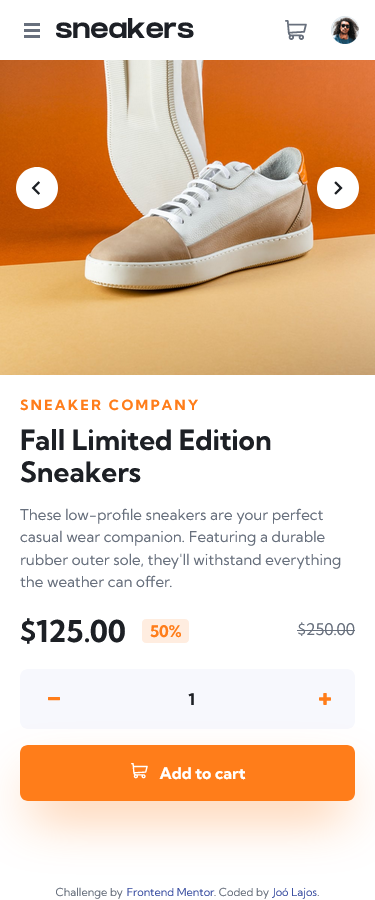 sneakers
SNEAKER COMPANY
Fall Limited Edition
Sneakers
These low-profile sneakers are your perfect
casual wear companion. Featuring a durable
rubber outer sole, they'll withstand everything
the weather can offer.
$125.00 50% $250.00
1
Add to cart
Challenge by Frontend Mentor. Coded by Joó Lajos.